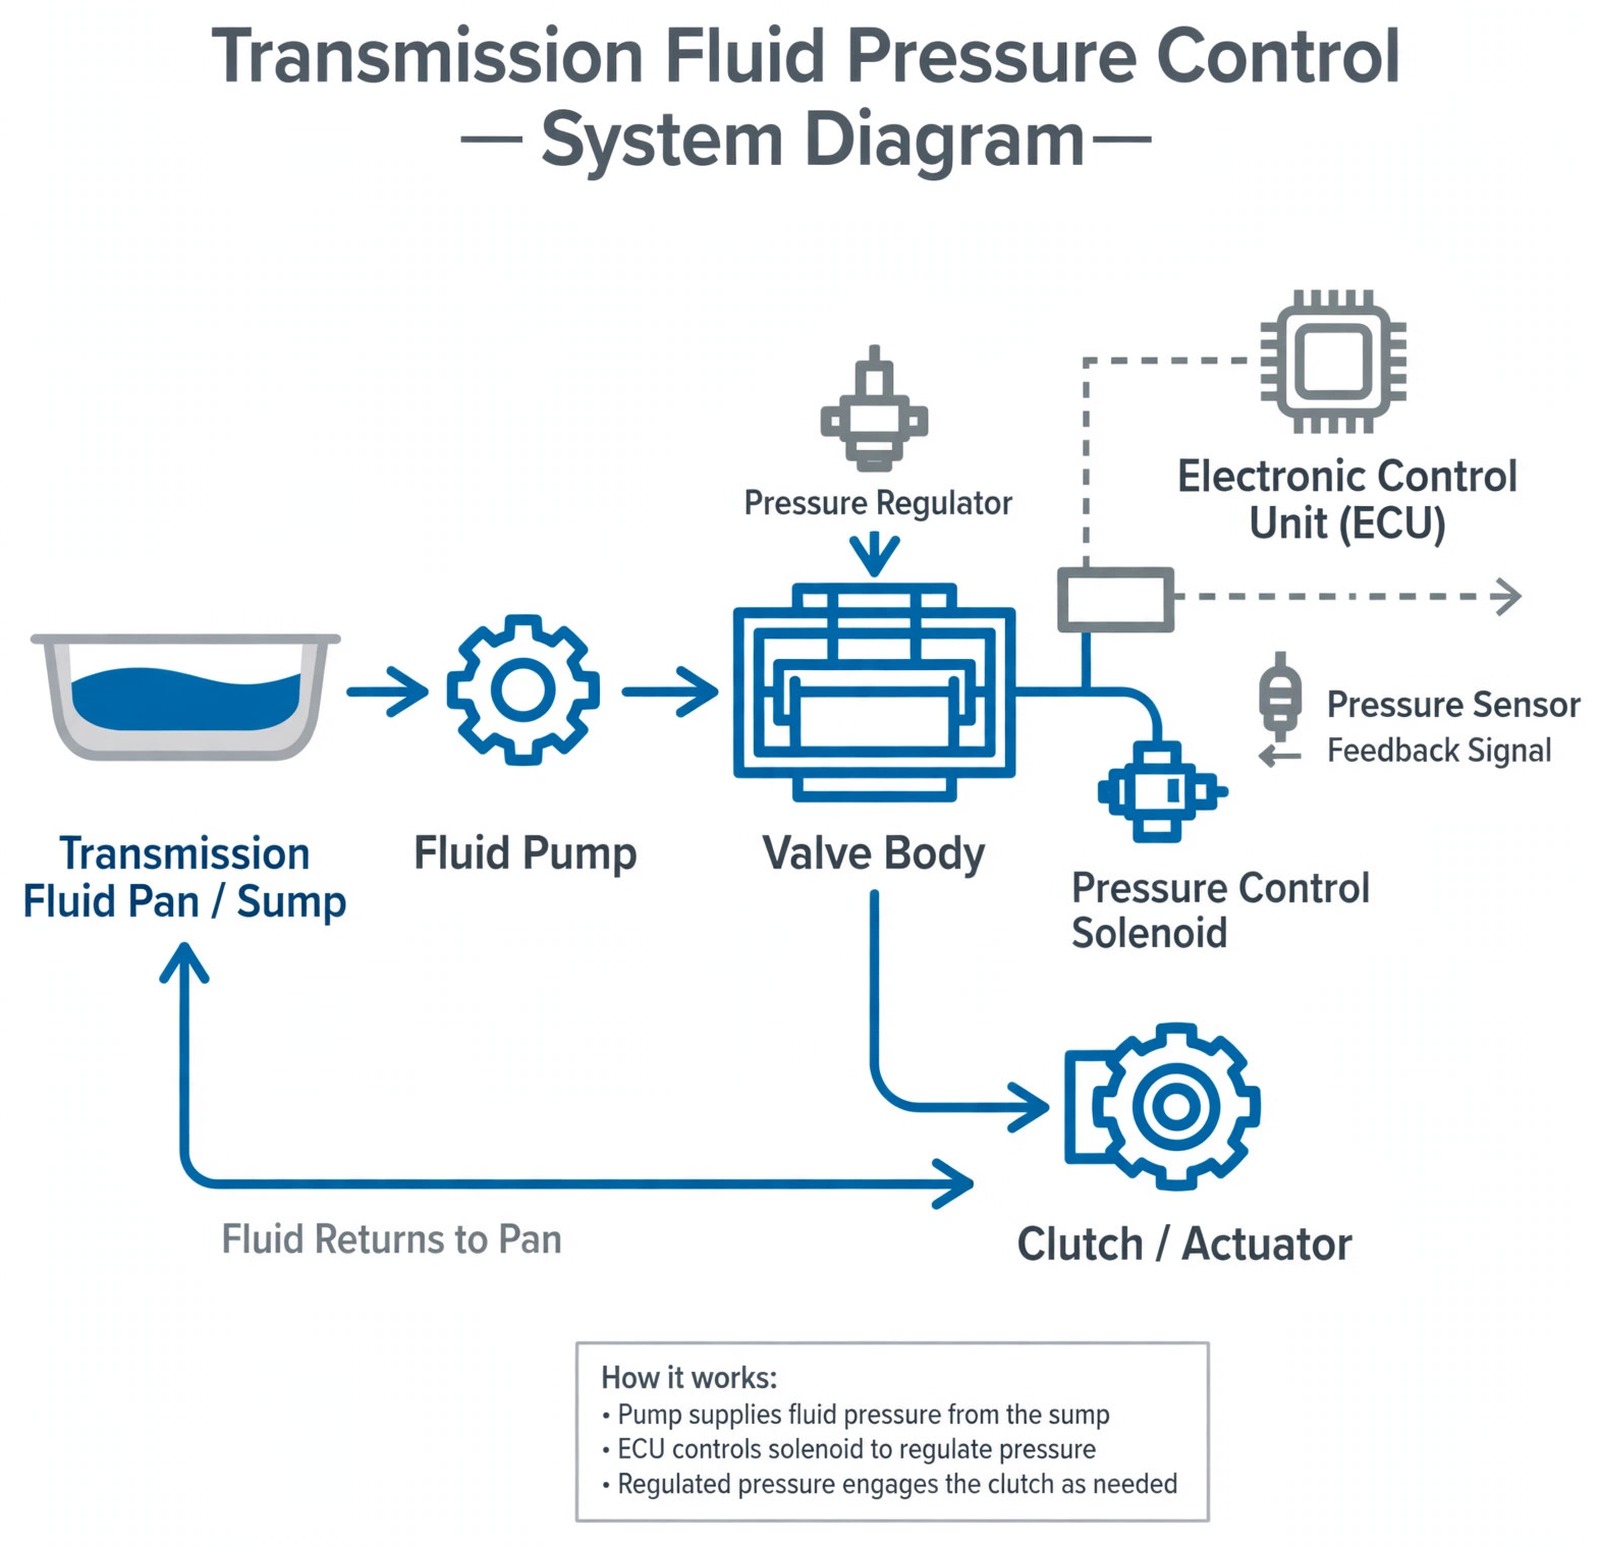 Transmission Fluid Pressure Control
— System Diagram —
Pressure Regulator
Electronic Control
Unit (ECU)
Pressure Sensor
Feedback Signal
Transmission
Fluid Pan / Sump
Fluid Pump
Valve Body
Pressure Control
Solenoid
Fluid Returns to Pan
Clutch / Actuator
How it works:
• Pump supplies fluid pressure from the sump
• ECU controls solenoid to regulate pressure
• Regulated pressure engages the clutch as needed